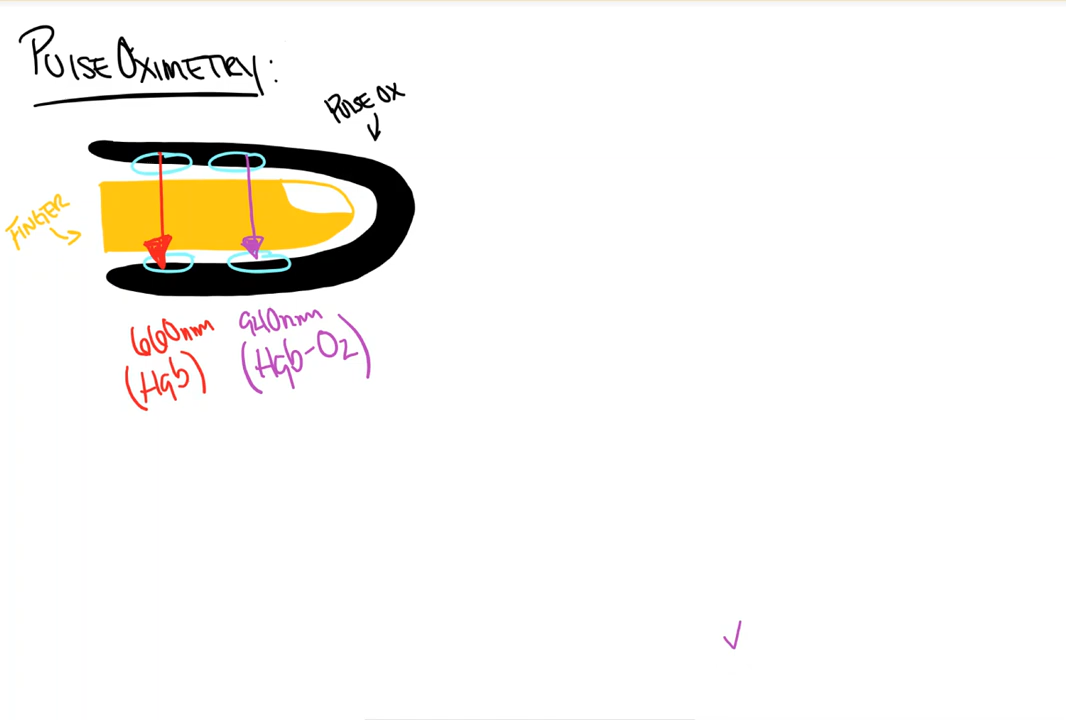 PULSE OXIMETRY:
PULSE OX
FINGER
660nm
(Hgb)
940nm
(Hgb-O2)